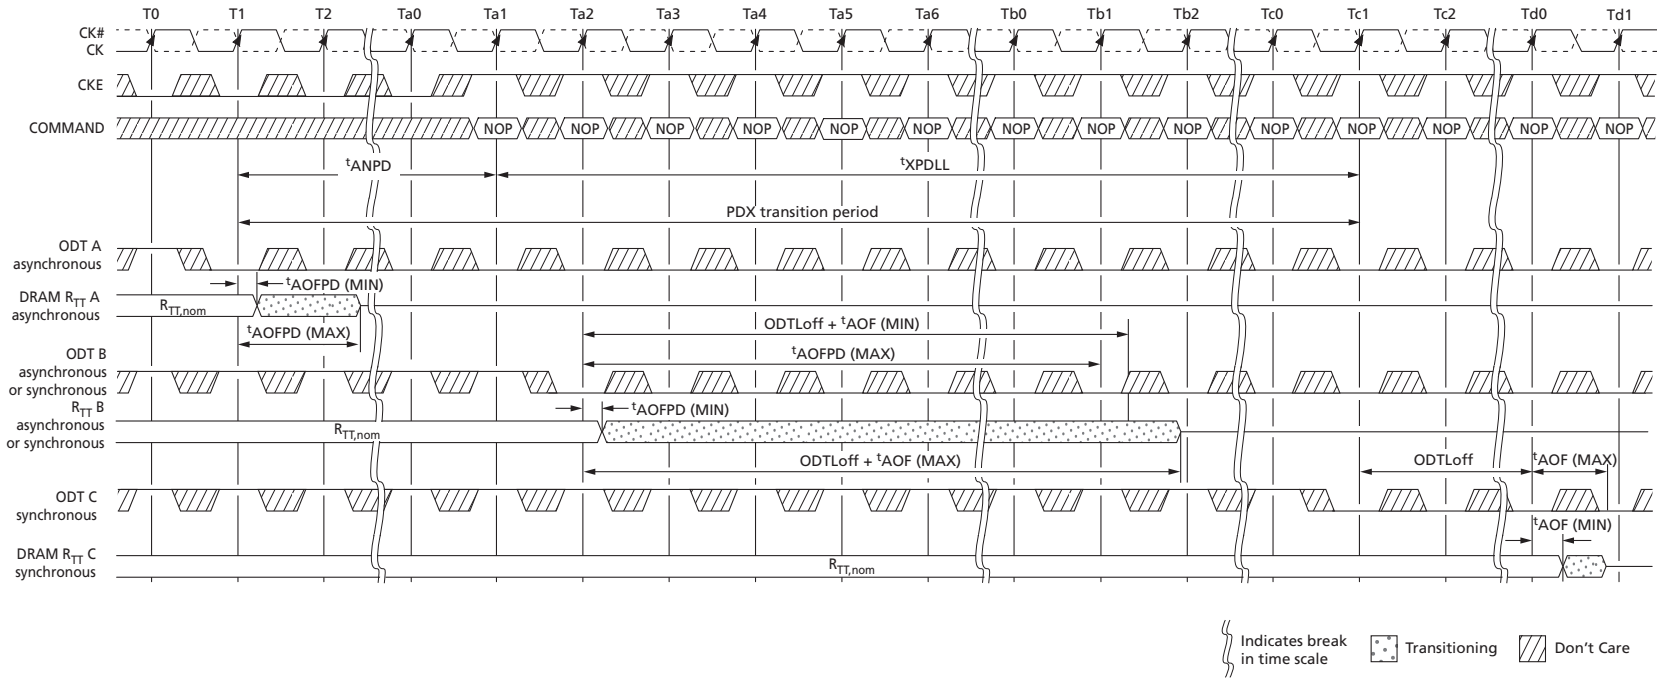 T0 T1 T2 Ta0 Ta1 Ta2 Ta3 Ta4 Ta5 Ta6 Tb0 Tb1 Tb2 Tc0 Tc1 Tc2 Td0 Td1
CK#
CK
CKE
COMMAND NOP NOP NOP NOP NOP NOP NOP NOP NOP NOP NOP NOP NOP NOP
tANPD tXPDLL
PDX transition period
ODT A
asynchronous
tAOFPD (MIN)
DRAM RTT A
asynchronous
RTT,nom
tAOFPD (MAX)
ODTLoff + tAOF (MIN)
tAOFPD (MAX)
ODT B
asynchronous
or synchronous
tAOFPD (MIN)
RTT B
asynchronous
or synchronous
RTT,nom
ODTLoff + tAOF (MAX)
ODTLoff tAOF (MAX)
ODT C
synchronous
tAOF (MIN)
DRAM RTT C
synchronous
RTT,nom
Indicates break
in time scale
Transitioning
Don't Care